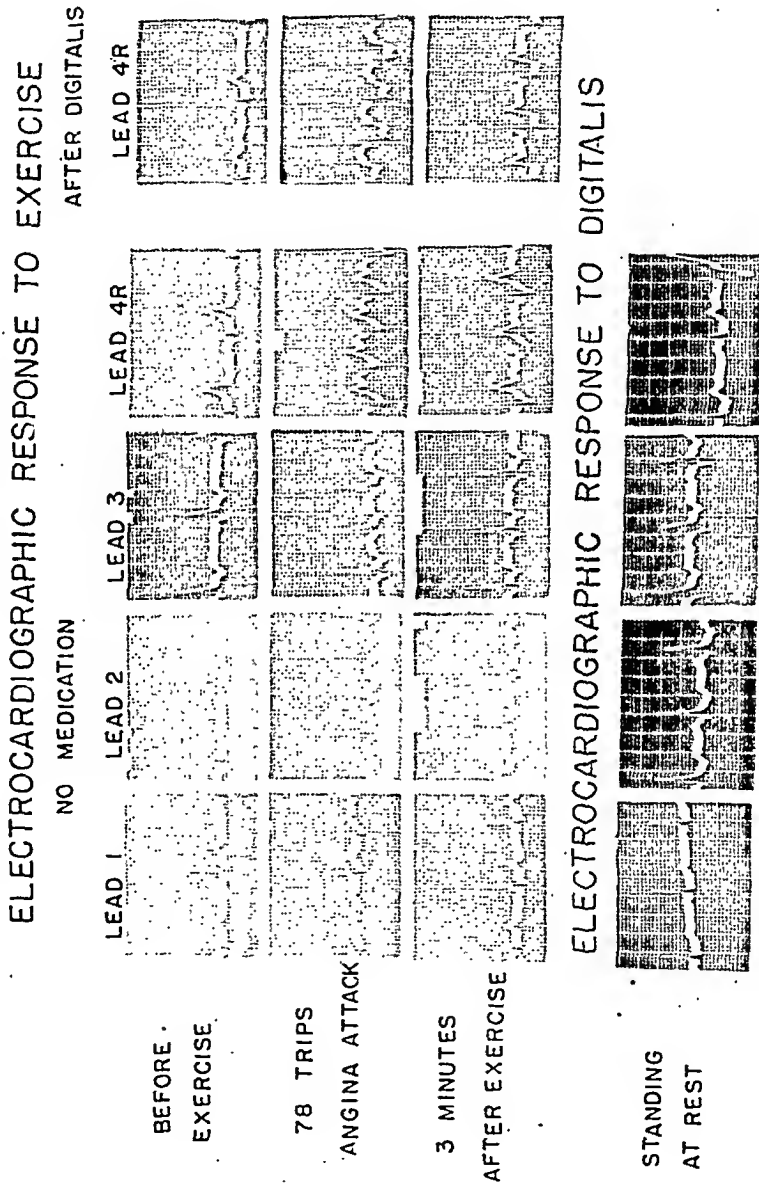 ELECTROCARDIOGRAPHIC RESPONSE TO EXERCISE
NO MEDICATION
AFTER DIGITALIS
LEAD 1
LEAD 2
LEAD 3
LEAD 4R
LEAD 4R
BEFORE
EXERCISE
78 TRIPS
ANGINA ATTACK
3 MINUTES
AFTER EXERCISE
ELECTROCARDIOGRAPHIC RESPONSE TO DIGITALIS
STANDING
AT REST